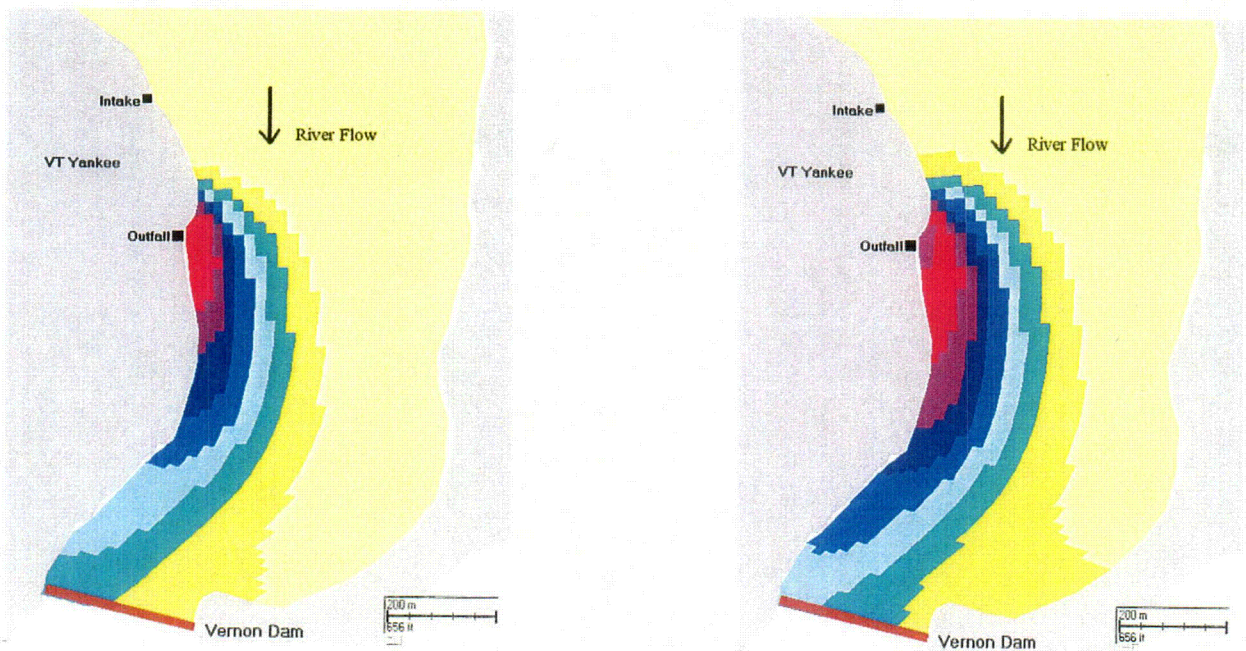 Intake
River Flow
VT Yankee
Outfall
200 m
656 ft
Vernon Dam
Intake
River Flow
VT Yankee
Outfall
200 m
656 ft
Vernon Dam